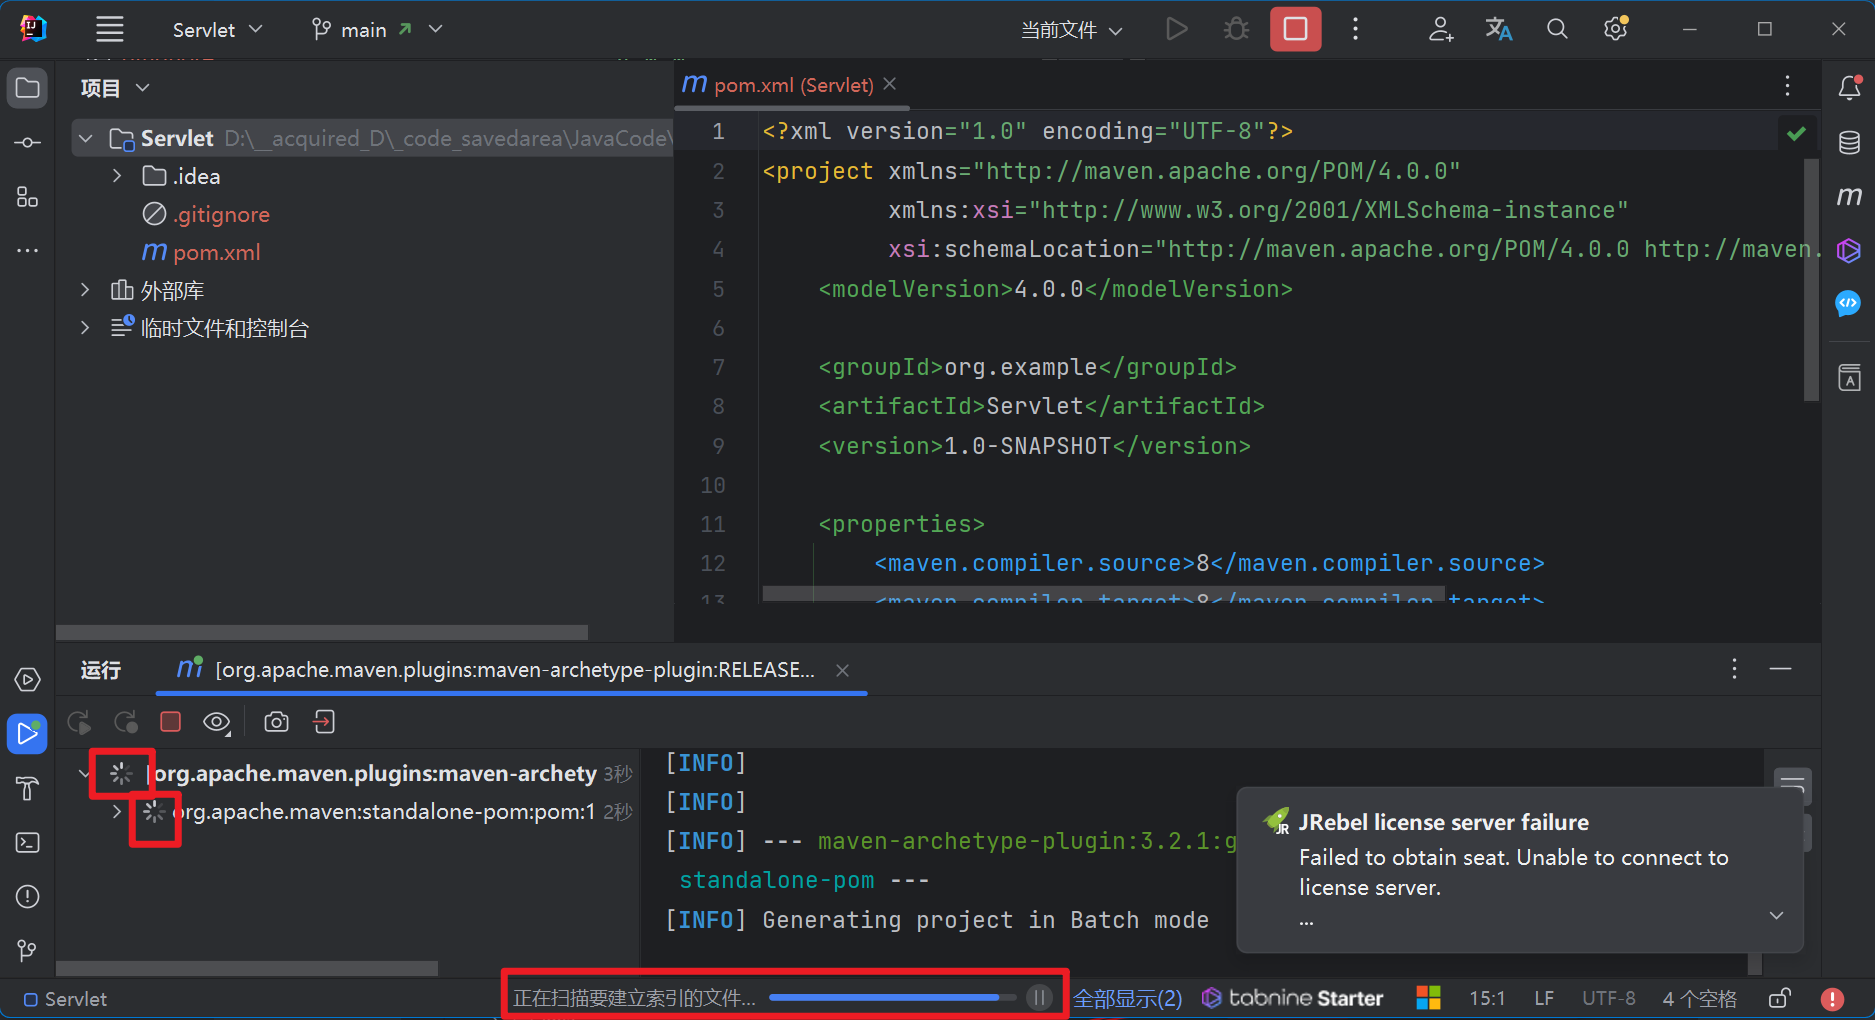 Servlet
main
当前文件
项目
pom.xml (Servlet)
Servlet D:\__acquired_D\_code_savedarea\JavaCode\
.idea
.gitignore
pom.xml
外部库
临时文件和控制台
1 <?xml version="1.0" encoding="UTF-8"?>
2 <project xmlns="http://maven.apache.org/POM/4.0.0"
3 xmlns:xsi="http://www.w3.org/2001/XMLSchema-instance"
4 xsi:schemaLocation="http://maven.apache.org/POM/4.0.0 http://maven.
5 <modelVersion>4.0.0</modelVersion>
6
7 <groupId>org.example</groupId>
8 <artifactId>Servlet</artifactId>
9 <version>1.0-SNAPSHOT</version>
10
11 <properties>
12 <maven.compiler.source>8</maven.compiler.source>
13 <maven.compiler.target>8</maven.compiler.target>
运行
[org.apache.maven.plugins:maven-archetype-plugin:RELEASE...
[org.apache.maven.plugins:maven-archety 3秒
org.apache.maven:standalone-pom:pom:1 2秒
[INFO]
[INFO]
[INFO] --- maven-archetype-plugin:3.2.1:g
standalone-pom ---
[INFO] Generating project in Batch mode
JRebel license server failure
Failed to obtain seat. Unable to connect to
license server.
...
Servlet
正在扫描要建立索引的文件...
全部显示(2)
tabnine Starter
15:1
LF
UTF-8
4 个空格